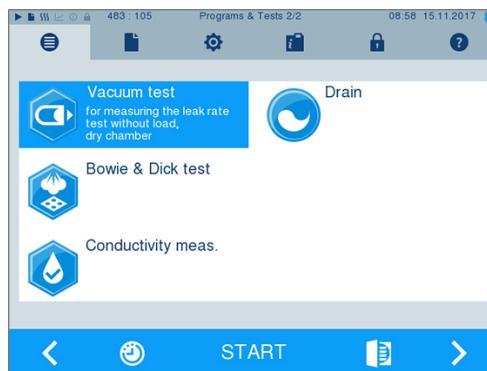 483 : 105 Programs & Tests 2/2 08:58 15.11.2017
Vacuum test
for measuring the leak rate
test without load,
dry chamber
Drain
Bowie & Dick test
Conductivity meas.
START